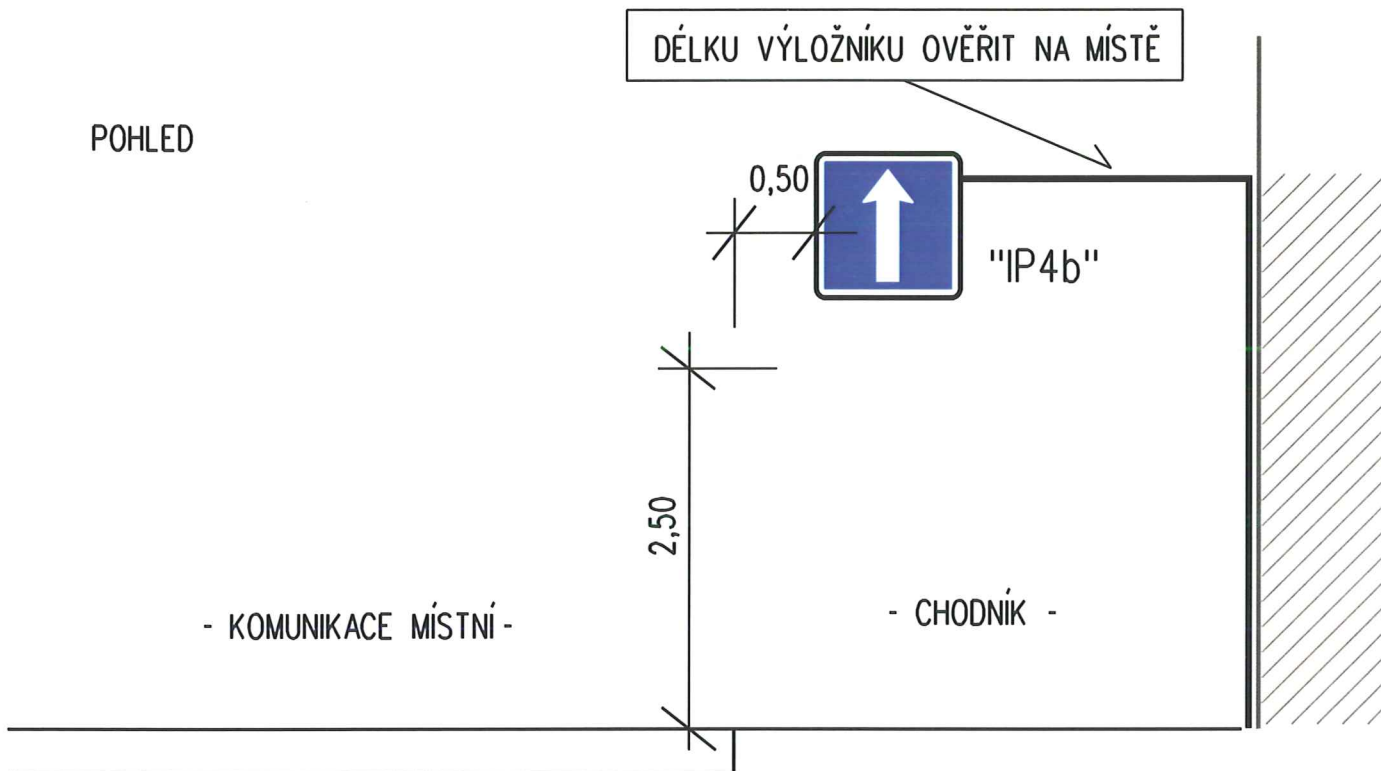 DÉLKU VÝLOŽNÍKU OVĚŘIT NA MÍSTĚ
POHLED
0,50
"IP4b"
2,50
- KOMUNIKACE MÍSTNÍ -
- CHODNÍK -